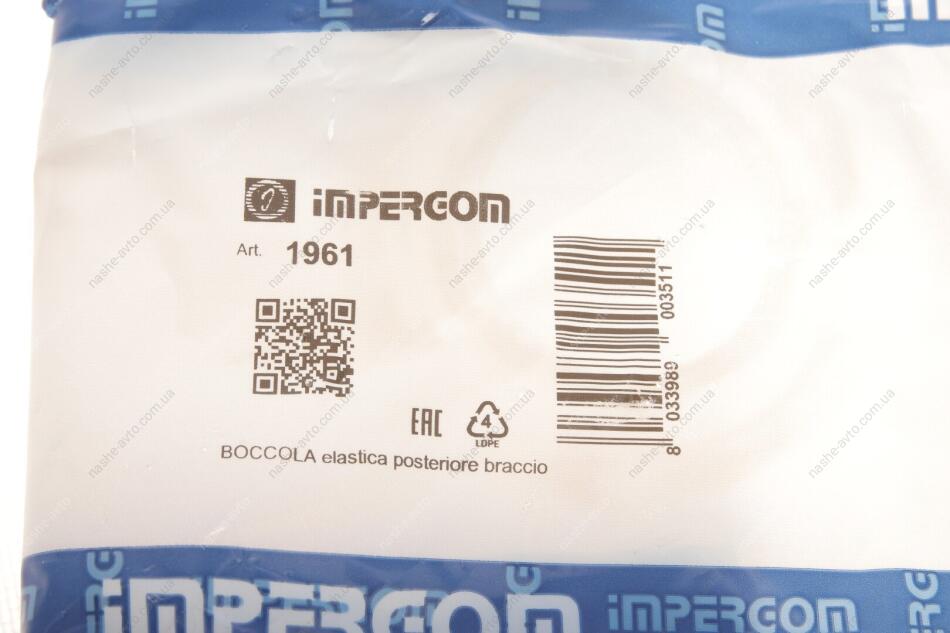 IMPERGOM
Art. 1961
EAC
4
LDPE
BOCCOLA elastica posteriore braccio
8 033989 003511
IMPERGOM
IMPERGOM
nashe-avto.com.ua